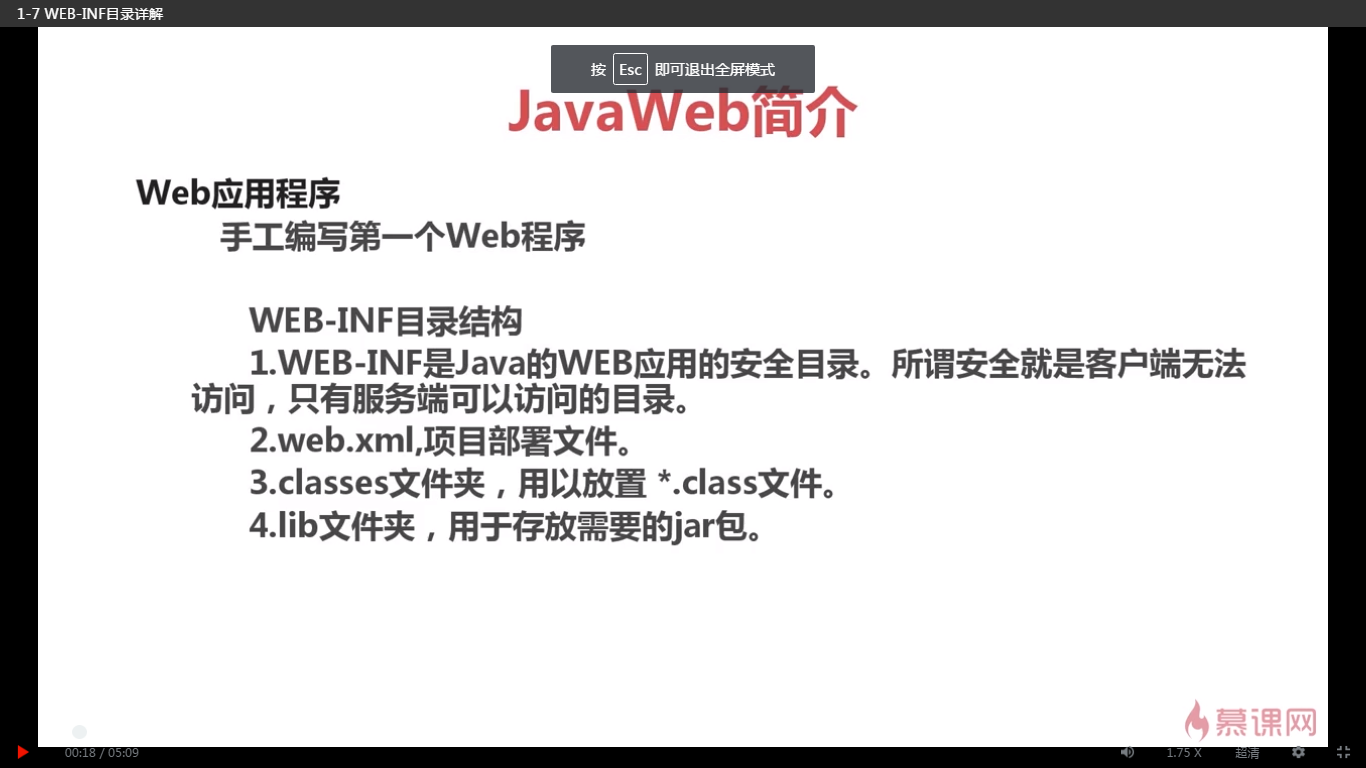 1-7 WEB-INF目录详解
按 Esc 即可退出全屏模式
JavaWeb简介
Web应用程序
手工编写第一个Web程序
WEB-INF目录结构
1.WEB-INF是Java的WEB应用的安全目录。所谓安全就是客户端无法
访问，只有服务端可以访问的目录。
2.web.xml,项目部署文件。
3.classes文件夹，用以放置 *.class文件。
4.lib文件夹，用于存放需要的jar包。
慕课网
00:18 / 05:09
1.75 X
超清